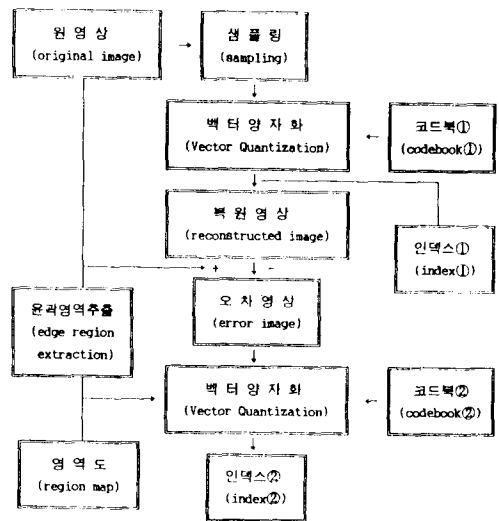 원 영 상
(original image)
→
샘 플 링
(sampling)
↓
벡 터 양 자 화
(Vector Quantization)
←
코드북①
(codebook①)
↓
복 원 영 상
(reconstructed image)
인덱스①
(index①)
→ + ↓ -
윤곽영역추출
(edge region
extraction)
오 차 영 상
(error image)
↓
벡 터 양 자 화
(Vector Quantization)
←
코드북②
(codebook②)
→
↓
영 역 도
(region map)
인덱스②
(index②)